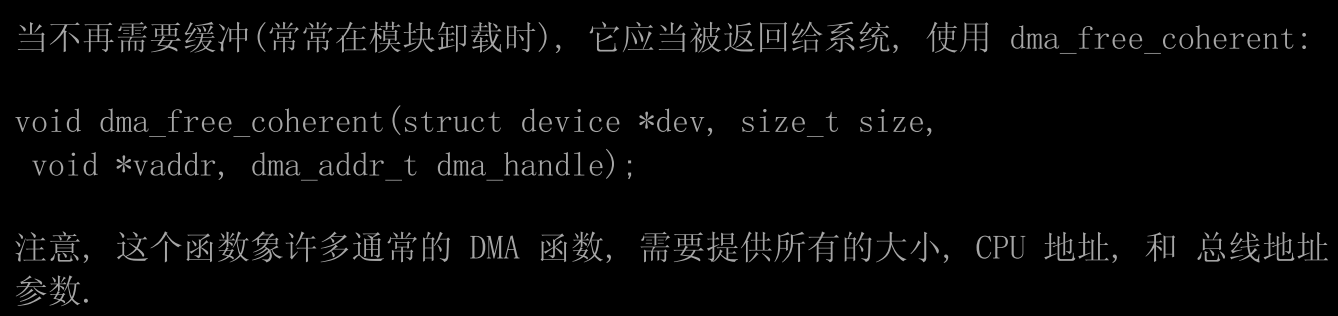 当不再需要缓冲(常常在模块卸载时), 它应当被返回给系统, 使用 dma_free_coherent:
void dma_free_coherent(struct device *dev, size_t size,
void *vaddr, dma_addr_t dma_handle);
注意, 这个函数象许多通常的 DMA 函数, 需要提供所有的大小, CPU 地址, 和 总线地址
参数.